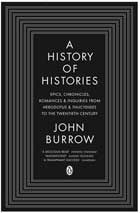 A
HISTORY
OF
HISTORIES
EPICS, CHRONICLES,
ROMANCES & INQUIRIES FROM
HERODOTUS & THUCYDIDES
TO THE TWENTIETH CENTURY
JOHN
BURROW